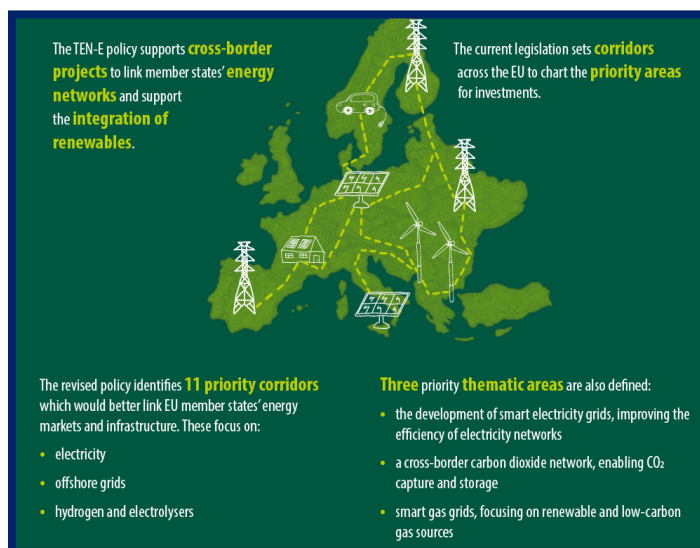 The TEN-E policy supports cross-border
projects to link member states’ energy
networks and support
the integration of
renewables.
The current legislation sets corridors
across the EU to chart the priority areas
for investments.
The revised policy identifies 11 priority corridors
which would better link EU member states’ energy
markets and infrastructure. These focus on:
• electricity
• offshore grids
• hydrogen and electrolysers
Three priority thematic areas are also defined:
• the development of smart electricity grids, improving the
efficiency of electricity networks
• a cross-border carbon dioxide network, enabling CO₂
capture and storage
• smart gas grids, focusing on renewable and low-carbon
gas sources